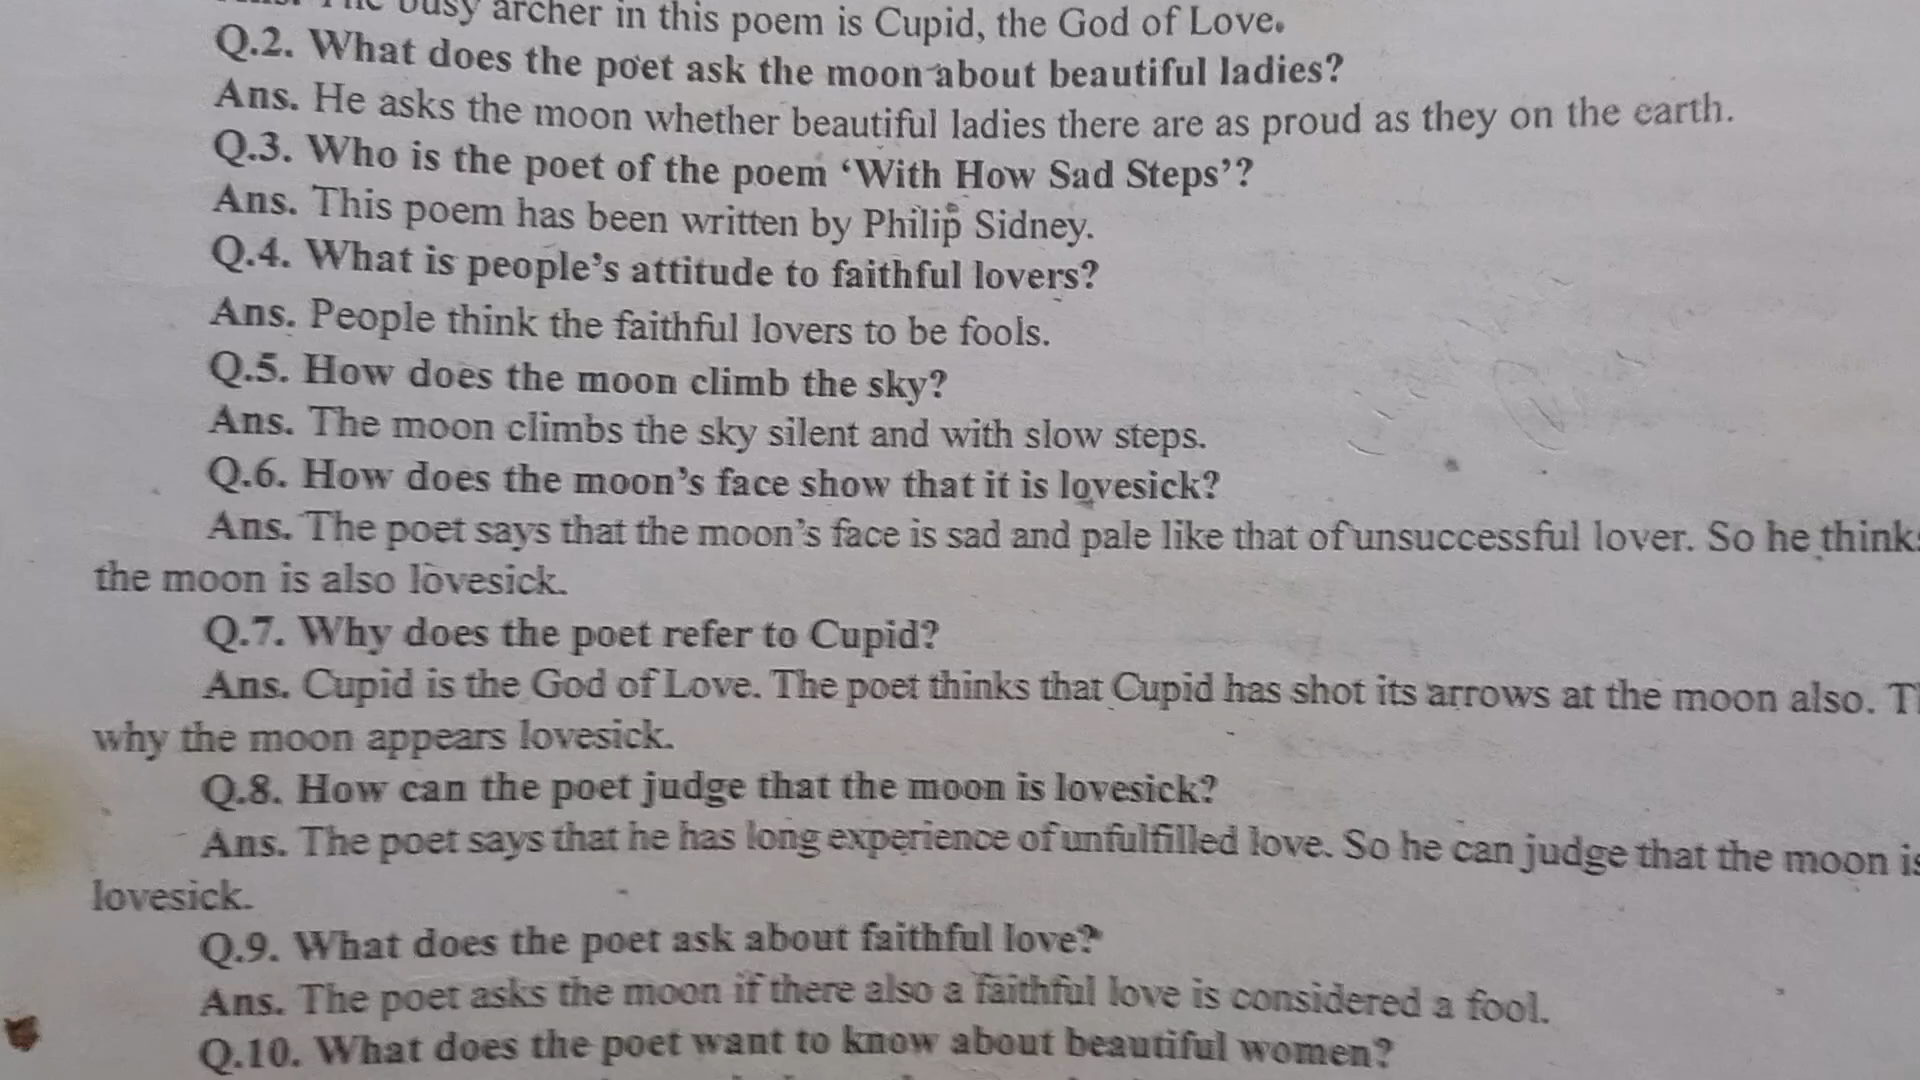 busy archer in this poem is Cupid, the God of Love.
Q.2. What does the poet ask the moon about beautiful ladies?
Ans. He asks the moon whether beautiful ladies there are as proud as they on the earth.
Q.3. Who is the poet of the poem ‘With How Sad Steps’?
Ans. This poem has been written by Philip Sidney.
Q.4. What is people’s attitude to faithful lovers?
Ans. People think the faithful lovers to be fools.
Q.5. How does the moon climb the sky?
Ans. The moon climbs the sky silent and with slow steps.
Q.6. How does the moon’s face show that it is lovesick?
Ans. The poet says that the moon’s face is sad and pale like that of unsuccessful lover. So he think
the moon is also lovesick.
Q.7. Why does the poet refer to Cupid?
Ans. Cupid is the God of Love. The poet thinks that Cupid has shot its arrows at the moon also.
why the moon appears lovesick.
Q.8. How can the poet judge that the moon is lovesick?
Ans. The poet says that he has long experience of unfulfilled love. So he can judge that the moon is
lovesick.
Q.9. What does the poet ask about faithful love?
Ans. The poet asks the moon if there also a faithful love is considered a fool.
Q.10. What does the poet want to know about beautiful women?